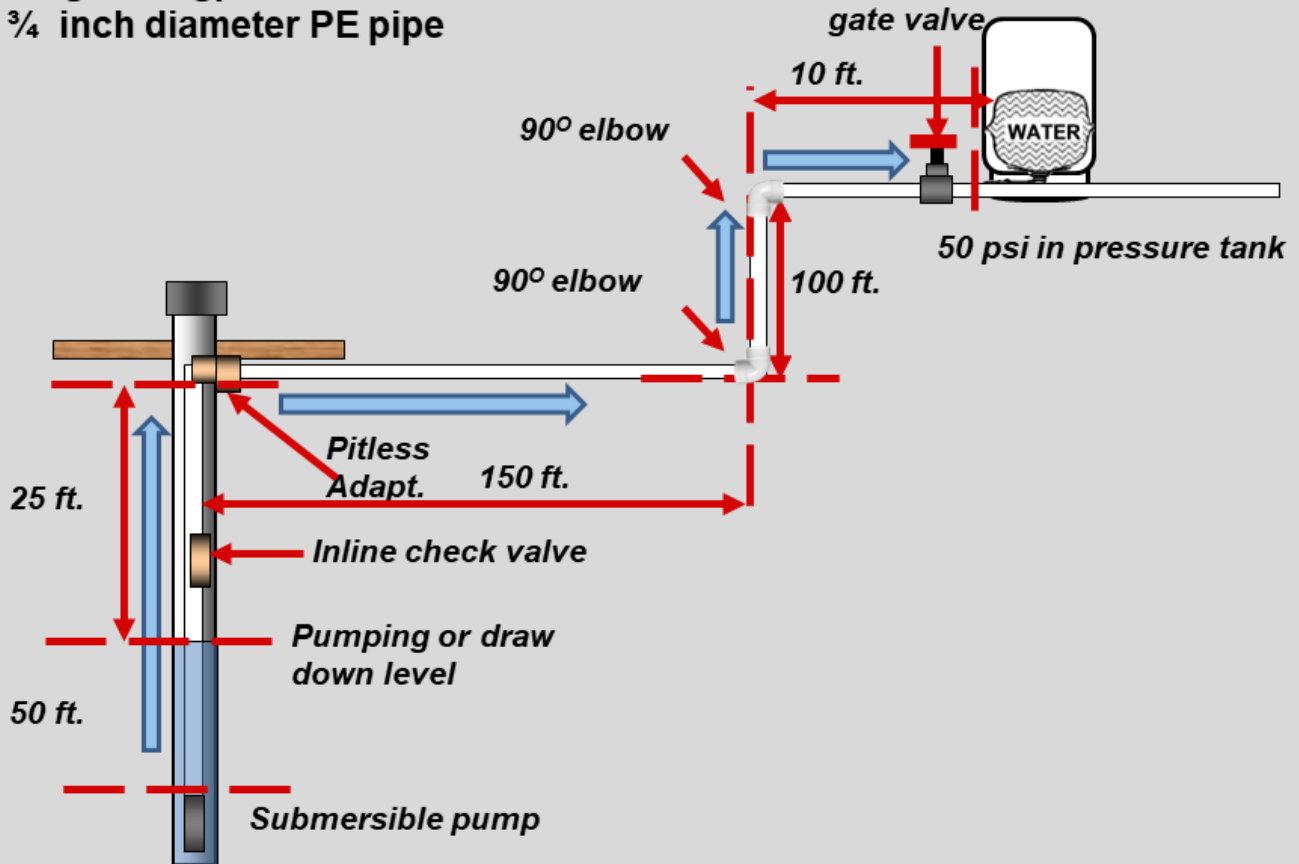 ¾ inch diameter PE pipe
gate valve
10 ft.
90⁰ elbow
WATER
50 psi in pressure tank
90⁰ elbow
100 ft.
Pitless
Adapt.
150 ft.
25 ft.
Inline check valve
Pumping or draw
down level
50 ft.
Submersible pump